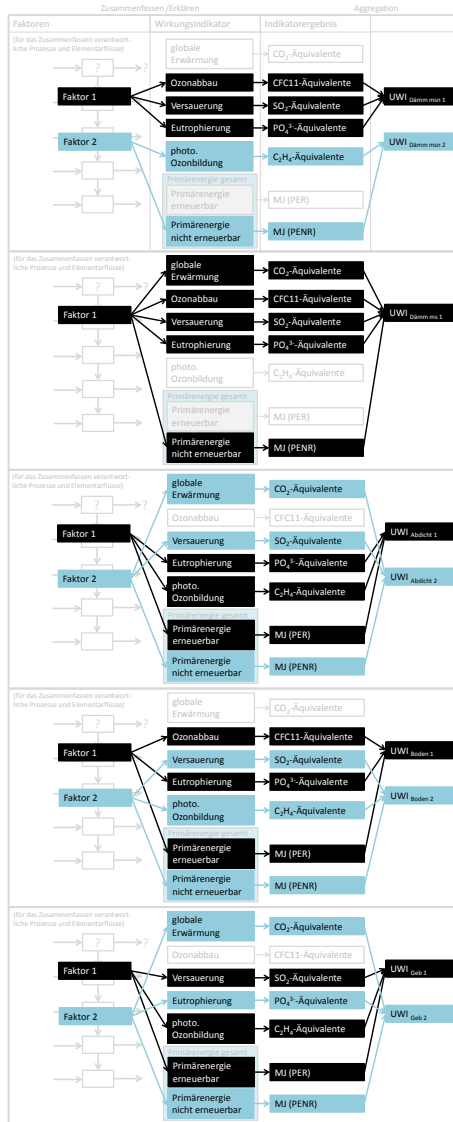 Zusammenfassen /Erklären
Aggregation
Faktoren
Wirkungsindikator
Indikatorergebnis
(für das Zusammenfassen verantwort-
liche Prozesse und Elementarflüsse)
?
?
Faktor 1
Faktor 2
globale
Erwärmung
CO₂-Äquivalente
Ozonabbau
CFC11-Äquivalente
UWI Dämm msn 1
Versauerung
SO₂-Äquivalente
Eutrophierung
PO₄³⁻-Äquivalente
photo.
Ozonbildung
C₂H₄-Äquivalente
UWI Dämm msn 2
Primärenergie gesamt
Primärenergie
erneuerbar
MJ (PER)
Primärenergie
nicht erneuerbar
MJ (PENR)
(für das Zusammenfassen verantwort-
liche Prozesse und Elementarflüsse)
?
?
Faktor 1
globale
Erwärmung
CO₂-Äquivalente
Ozonabbau
CFC11-Äquivalente
UWI Dämm ms 1
Versauerung
SO₂-Äquivalente
Eutrophierung
PO₄³⁻-Äquivalente
photo.
Ozonbildung
C₂H₄-Äquivalente
Primärenergie gesamt
Primärenergie
erneuerbar
MJ (PER)
Primärenergie
nicht erneuerbar
MJ (PENR)
(für das Zusammenfassen verantwort-
liche Prozesse und Elementarflüsse)
?
?
Faktor 1
Faktor 2
globale
Erwärmung
CO₂-Äquivalente
Ozonabbau
CFC11-Äquivalente
UWI Abdicht 1
Versauerung
SO₂-Äquivalente
Eutrophierung
PO₄³⁻-Äquivalente
UWI Abdicht 2
photo.
Ozonbildung
C₂H₄-Äquivalente
Primärenergie gesamt
Primärenergie
erneuerbar
MJ (PER)
Primärenergie
nicht erneuerbar
MJ (PENR)
(für das Zusammenfassen verantwort-
liche Prozesse und Elementarflüsse)
?
?
Faktor 1
Faktor 2
globale
Erwärmung
CO₂-Äquivalente
Ozonabbau
CFC11-Äquivalente
UWI Boden 1
Versauerung
SO₂-Äquivalente
Eutrophierung
PO₄³⁻-Äquivalente
UWI Boden 2
photo.
Ozonbildung
C₂H₄-Äquivalente
Primärenergie gesamt
Primärenergie
erneuerbar
MJ (PER)
Primärenergie
nicht erneuerbar
MJ (PENR)
(für das Zusammenfassen verantwort-
liche Prozesse und Elementarflüsse)
?
?
Faktor 1
Faktor 2
globale
Erwärmung
CO₂-Äquivalente
Ozonabbau
CFC11-Äquivalente
UWI Geb 1
Versauerung
SO₂-Äquivalente
Eutrophierung
PO₄³⁻-Äquivalente
UWI Geb 2
photo.
Ozonbildung
C₂H₄-Äquivalente
Primärenergie gesamt
Primärenergie
erneuerbar
MJ (PER)
Primärenergie
nicht erneuerbar
MJ (PENR)